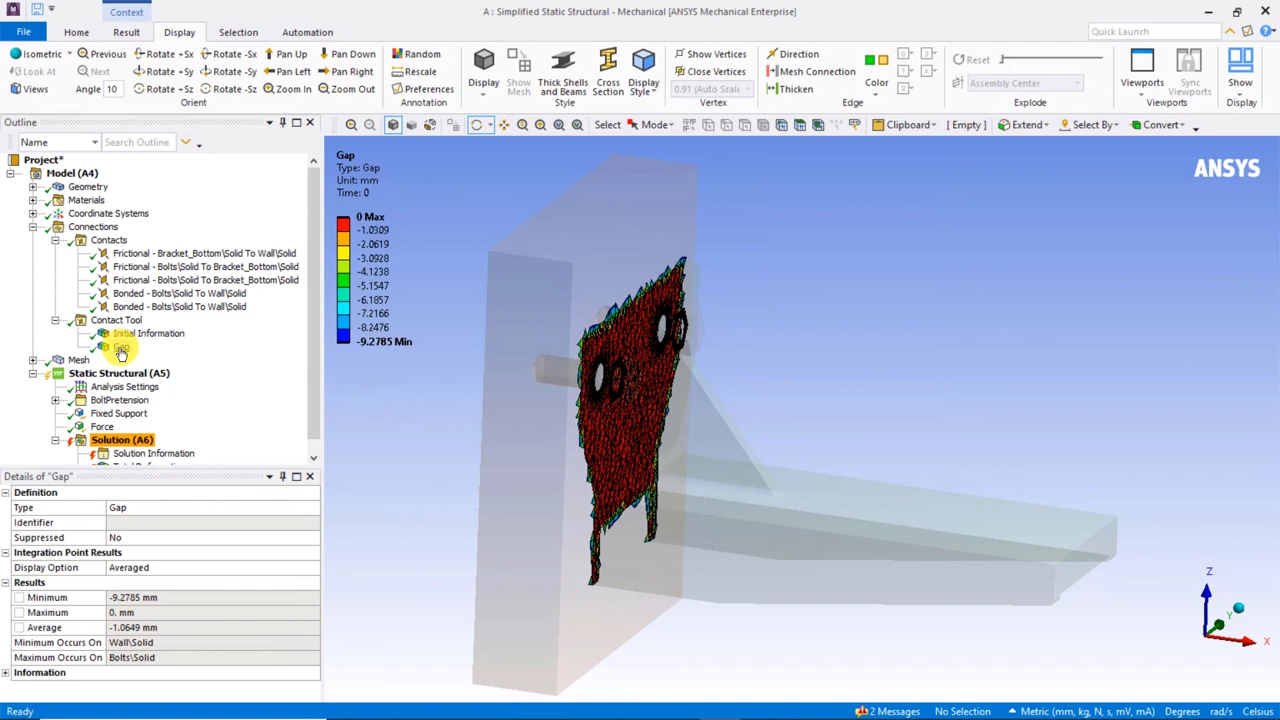 Context
A : Simplified Static Structural - Mechanical [ANSYS Mechanical Enterprise]
File Home Result Display Selection Automation
Quick Launch
Isometric Previous Rotate +Sx Rotate -Sx Pan Up Pan Down
Look At Next Rotate +Sy Rotate -Sy Pan Left Pan Right
Views Angle 10 Rotate +Sz Rotate -Sz Zoom In Zoom Out
Orient
Random
Rescale
Preferences
Annotation
Display
Show Mesh
Thick Shells and Beams
Cross Section
Display Style
Style
Show Vertices
Close Vertices
0.91 (Auto Scale)
Vertex
Direction
Mesh Connection
Thicken
Color
Edge
0 3
1 x
2
Reset
Assembly Center
Explode
Viewports
Sync Viewports
Viewports
Show
Display
Select Mode Clipboard [ Empty ] Extend Select By Convert
Outline
Name Search Outline
Project*
Model (A4)
Geometry
Materials
Coordinate Systems
Connections
Contacts
Frictional - Bracket_Bottom\Solid To Wall\Solid
Frictional - Bolts\Solid To Bracket_Bottom\Solid
Frictional - Bolts\Solid To Bracket_Bottom\Solid
Bonded - Bolts\Solid To Wall\Solid
Bonded - Bolts\Solid To Wall\Solid
Contact Tool
Initial Information
Gap
Mesh
Static Structural (A5)
Analysis Settings
BoltPretension
Fixed Support
Force
Solution (A6)
Solution Information
Details of "Gap"
Definition
Type Gap
Identifier
Suppressed No
Integration Point Results
Display Option Averaged
Results
Minimum -9.2785 mm
Maximum 0. mm
Average -1.0649 mm
Minimum Occurs On Wall\Solid
Maximum Occurs On Bolts\Solid
Information
Gap
Type: Gap
Unit: mm
Time: 0
0 Max
-1.0309
-2.0619
-3.0928
-4.1238
-5.1547
-6.1857
-7.2166
-8.2476
-9.2785 Min
ANSYS
Z
Y
X
Ready 2 Messages No Selection Metric (mm, kg, N, s, mV, mA) Degrees rad/s Celsius